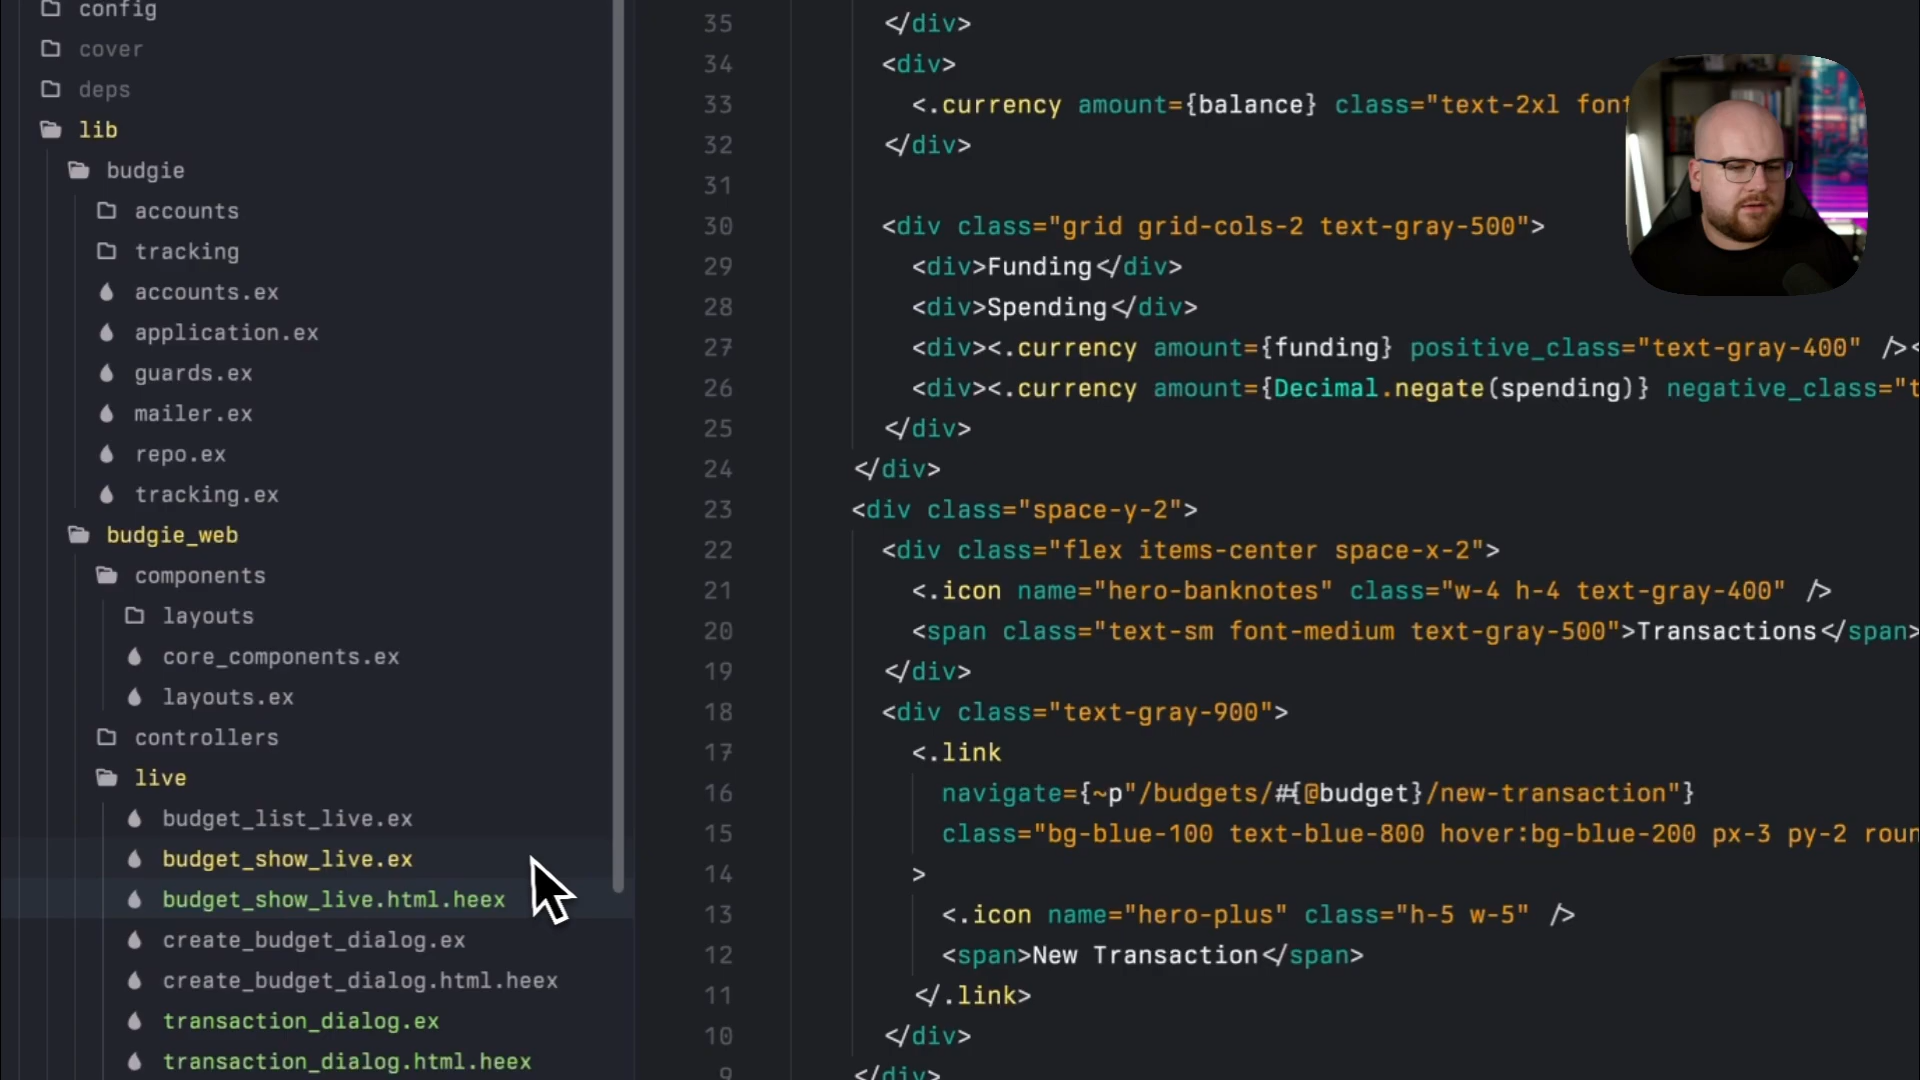 config
cover
deps
lib
budgie
accounts
tracking
accounts.ex
application.ex
guards.ex
mailer.ex
repo.ex
tracking.ex
budgie_web
components
layouts
core_components.ex
layouts.ex
controllers
live
budget_list_live.ex
budget_show_live.ex
budget_show_live.html.heex
create_budget_dialog.ex
create_budget_dialog.html.heex
transaction_dialog.ex
transaction_dialog.html.heex
35 </div>
34 <div>
33 <.currency amount={balance} class="text-2xl font
32 </div>
31
30 <div class="grid grid-cols-2 text-gray-500">
29 <div>Funding</div>
28 <div>Spending</div>
27 <div><.currency amount={funding} positive_class="text-gray-400" /><
26 <div><.currency amount={Decimal.negate(spending)} negative_class="t
25 </div>
24 </div>
23 <div class="space-y-2">
22 <div class="flex items-center space-x-2">
21 <.icon name="hero-banknotes" class="w-4 h-4 text-gray-400" />
20 <span class="text-sm font-medium text-gray-500">Transactions</span>
19 </div>
18 <div class="text-gray-900">
17 <.link
16 navigate={~p"/budgets/#{@budget}/new-transaction"}
15 class="bg-blue-100 text-blue-800 hover:bg-blue-200 px-3 py-2 roun
14 >
13 <.icon name="hero-plus" class="h-5 w-5" />
12 <span>New Transaction</span>
11 </.link>
10 </div>
9 </div>